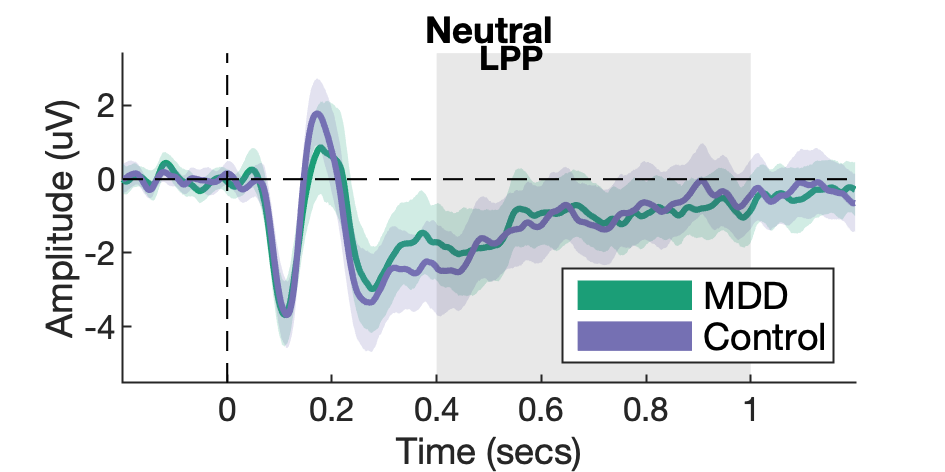 Neutral
LPP
Amplitude (uV)
2
0
-2
-4
MDD
Control
0
0.2
0.4
0.6
0.8
1
Time (secs)